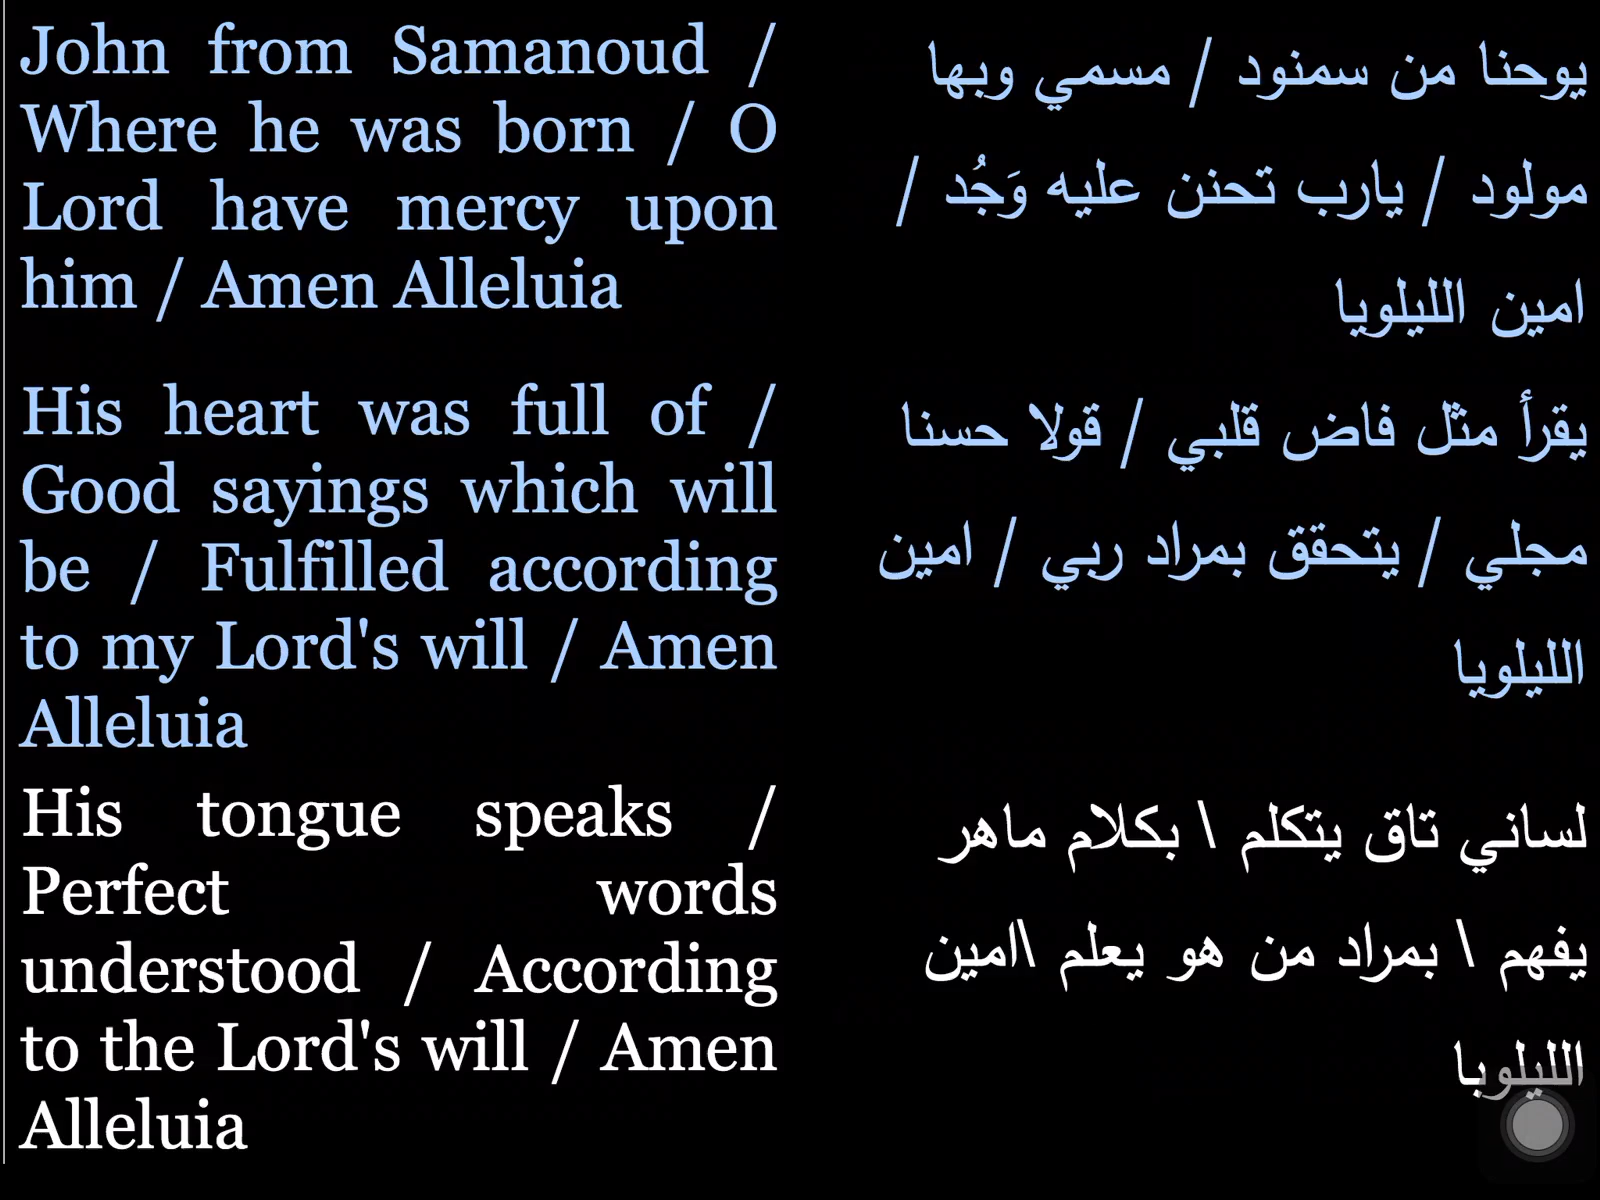 John from Samanoud /
Where he was born / O
Lord have mercy upon
him / Amen Alleluia
His heart was full of /
Good sayings which will
be / Fulfilled according
to my Lord's will / Amen
Alleluia
His tongue speaks /
Perfect words
understood / According
to the Lord's will / Amen
Alleluia
يوحنا من سمنود / مسمي وبها
مولود / يارب تحنن عليه وَجُد /
امين الليلويا
يقرأ مثل فاض قلبي / قولا حسنا
مجلي / يتحقق بمراد ربي / امين
الليلويا
لساني تاق يتكلم \ بكلام ماهر
يفهم \ بمراد من هو يعلم \امين
الليلويا